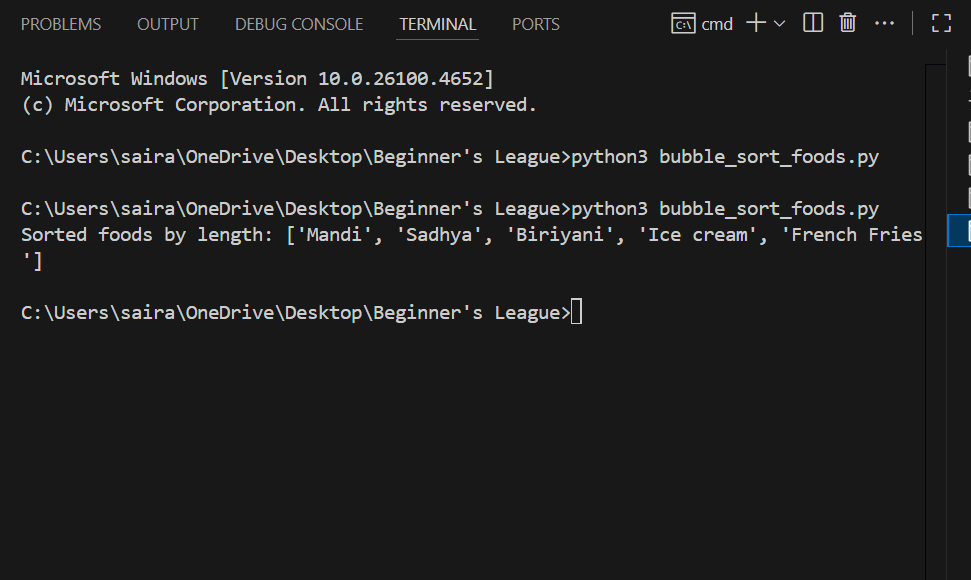 PROBLEMS OUTPUT DEBUG CONSOLE TERMINAL PORTS cmd
Microsoft Windows [Version 10.0.26100.4652]
(c) Microsoft Corporation. All rights reserved.
C:\Users\saira\OneDrive\Desktop\Beginner's League>python3 bubble_sort_foods.py
C:\Users\saira\OneDrive\Desktop\Beginner's League>python3 bubble_sort_foods.py
Sorted foods by length: ['Mandi', 'Sadhya', 'Biriyani', 'Ice cream', 'French Fries
']
C:\Users\saira\OneDrive\Desktop\Beginner's League>